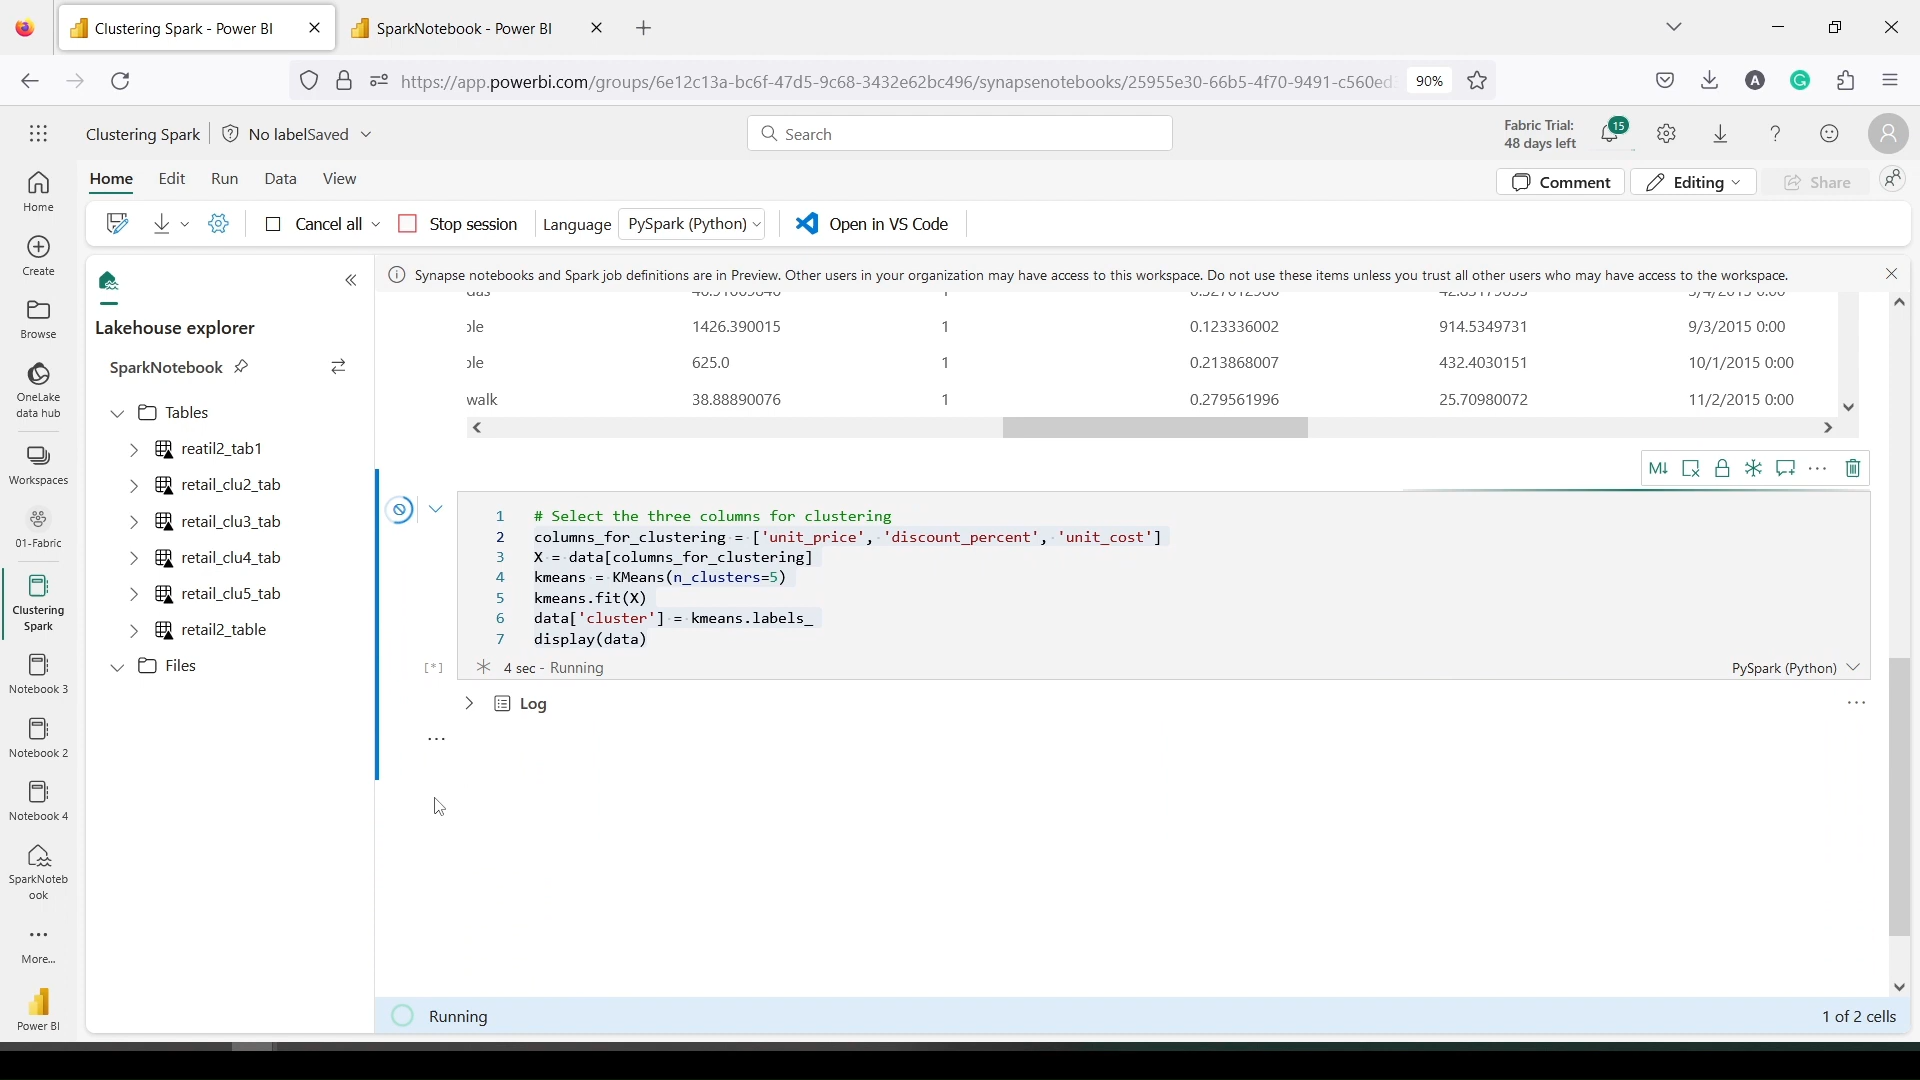 Clustering Spark - Power BI
SparkNotebook - Power BI
https://app.powerbi.com/groups/6e12c13a-bc6f-47d5-9c68-3432e62bc496/synapsenotebooks/25955e30-66b5-4f70-9491-c560ed
90%
A
G
Clustering Spark
No labelSaved
Search
Fabric Trial:
48 days left
15
?
Home
Edit
Run
Data
View
Comment
Editing
Share
Cancel all
Stop session
Language
PySpark (Python)
Open in VS Code
Home
Create
Browse
OneLake
data hub
Workspaces
01-Fabric
Clustering
Spark
Notebook 3
Notebook 2
Notebook 4
SparkNoteb
ook
More...
Power BI
Lakehouse explorer
SparkNotebook
Tables
reatil2_tab1
retail_clu2_tab
retail_clu3_tab
retail_clu4_tab
retail_clu5_tab
retail2_table
Files
Synapse notebooks and Spark job definitions are in Preview. Other users in your organization may have access to this workspace. Do not use these items unless you trust all other users who may have access to the workspace.
ole 1426.390015 1 0.123336002 914.5349731 9/3/2015 0:00
ole 625.0 1 0.213868007 432.4030151 10/1/2015 0:00
walk 38.88890076 1 0.279561996 25.70980072 11/2/2015 0:00
M↓
1 # Select the three columns for clustering
2 columns_for_clustering = ['unit_price', 'discount_percent', 'unit_cost']
3 X = data[columns_for_clustering]
4 kmeans = KMeans(n_clusters=5)
5 kmeans.fit(X)
6 data['cluster'] = kmeans.labels_
7 display(data)
[*]
4 sec - Running
PySpark (Python)
Log
Running
1 of 2 cells